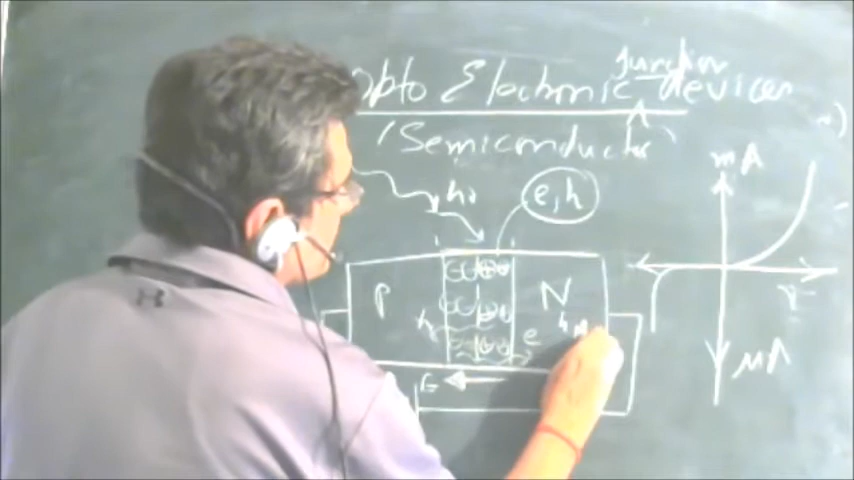 Junction
Opto Electronic devices
(Semiconductor)
mA
hν
e, h
P
N
e
V
E
μA